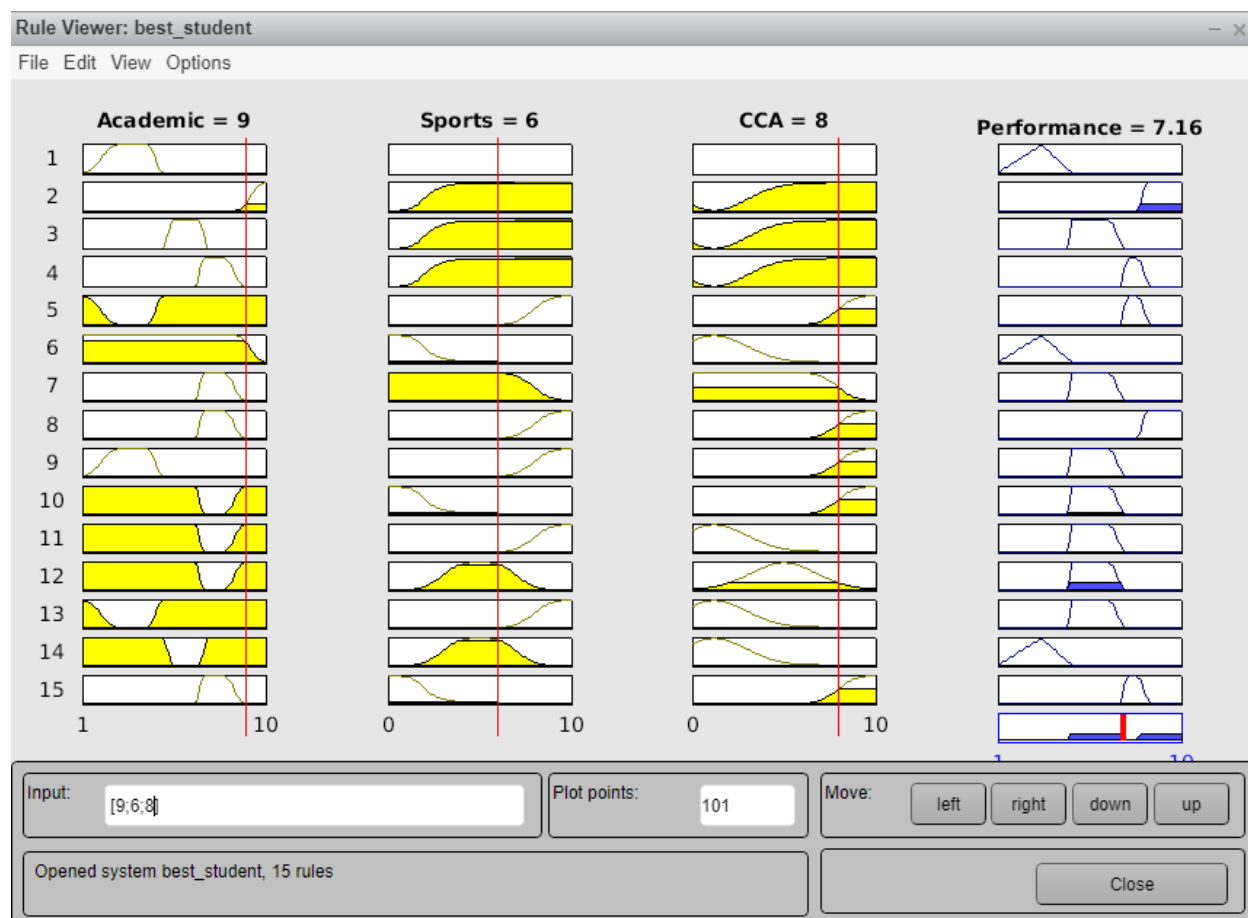 Rule Viewer: best_student
File Edit View Options
Academic = 9 Sports = 6 CCA = 8 Performance = 7.16
1
2
3
4
5
6
7
8
9
10
11
12
13
14
15
1 10 0 10 0 10
1 10
Input: [9;6;8] Plot points: 101 Move: left right down up
Opened system best_student, 15 rules Close